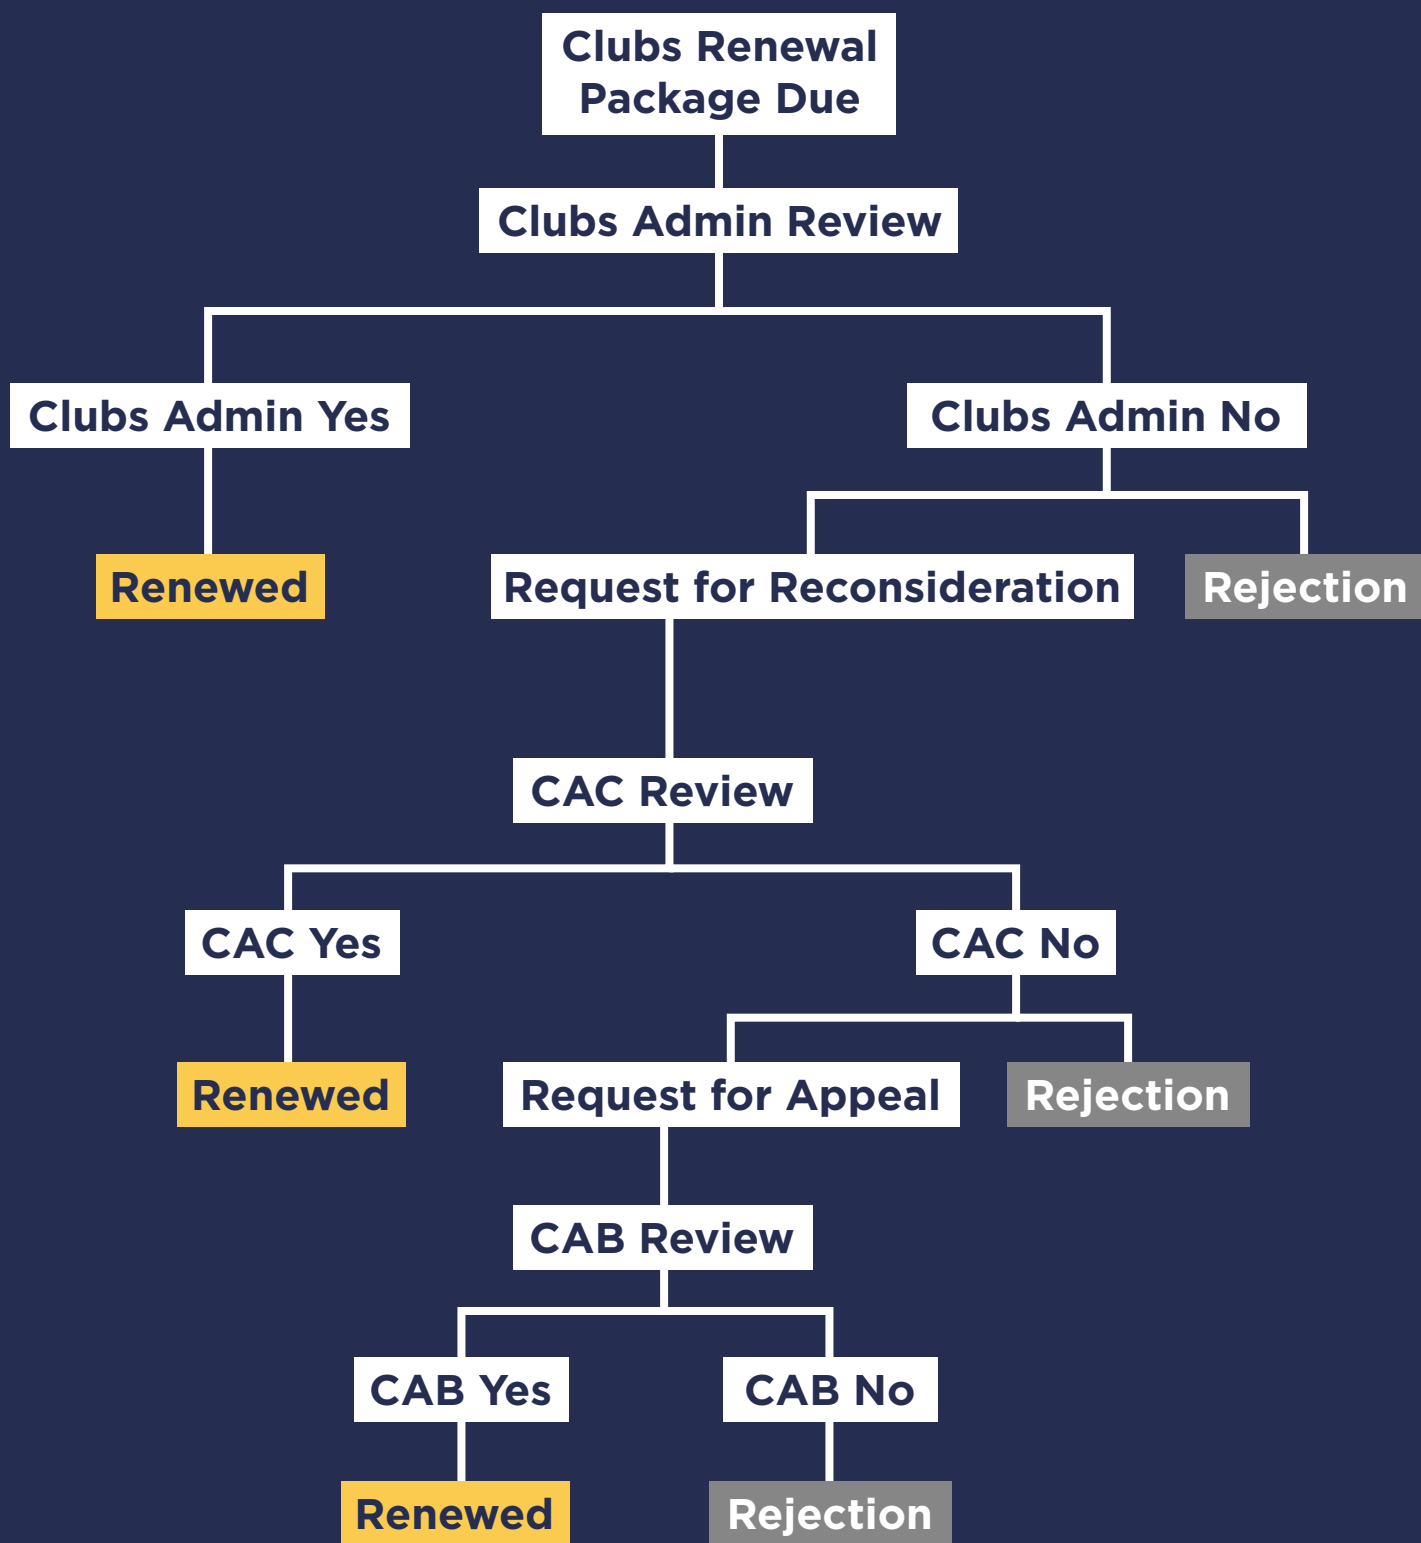 Clubs Renewal
Package Due
Clubs Admin Review
Clubs Admin Yes
Clubs Admin No
Renewed
Request for Reconsideration
Rejection
CAC Review
CAC Yes
CAC No
Renewed
Request for Appeal
Rejection
CAB Review
CAB Yes
CAB No
Renewed
Rejection